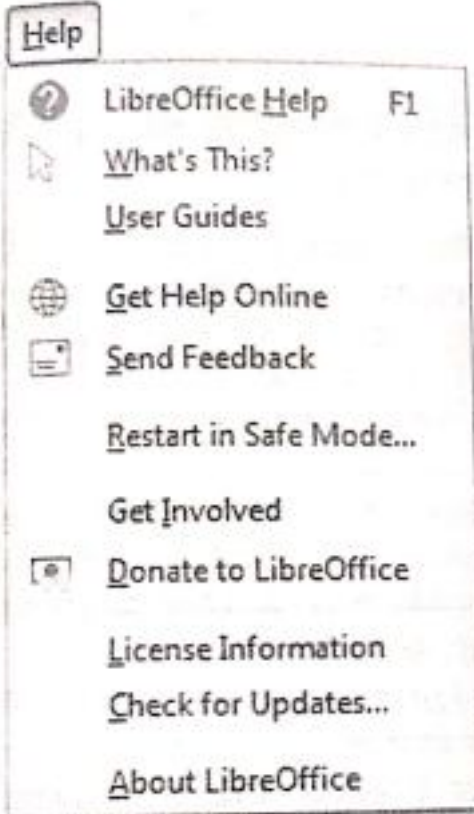 Help
LibreOffice Help F1
What's This?
User Guides
Get Help Online
Send Feedback
Restart in Safe Mode...
Get Involved
Donate to LibreOffice
License Information
Check for Updates...
About LibreOffice